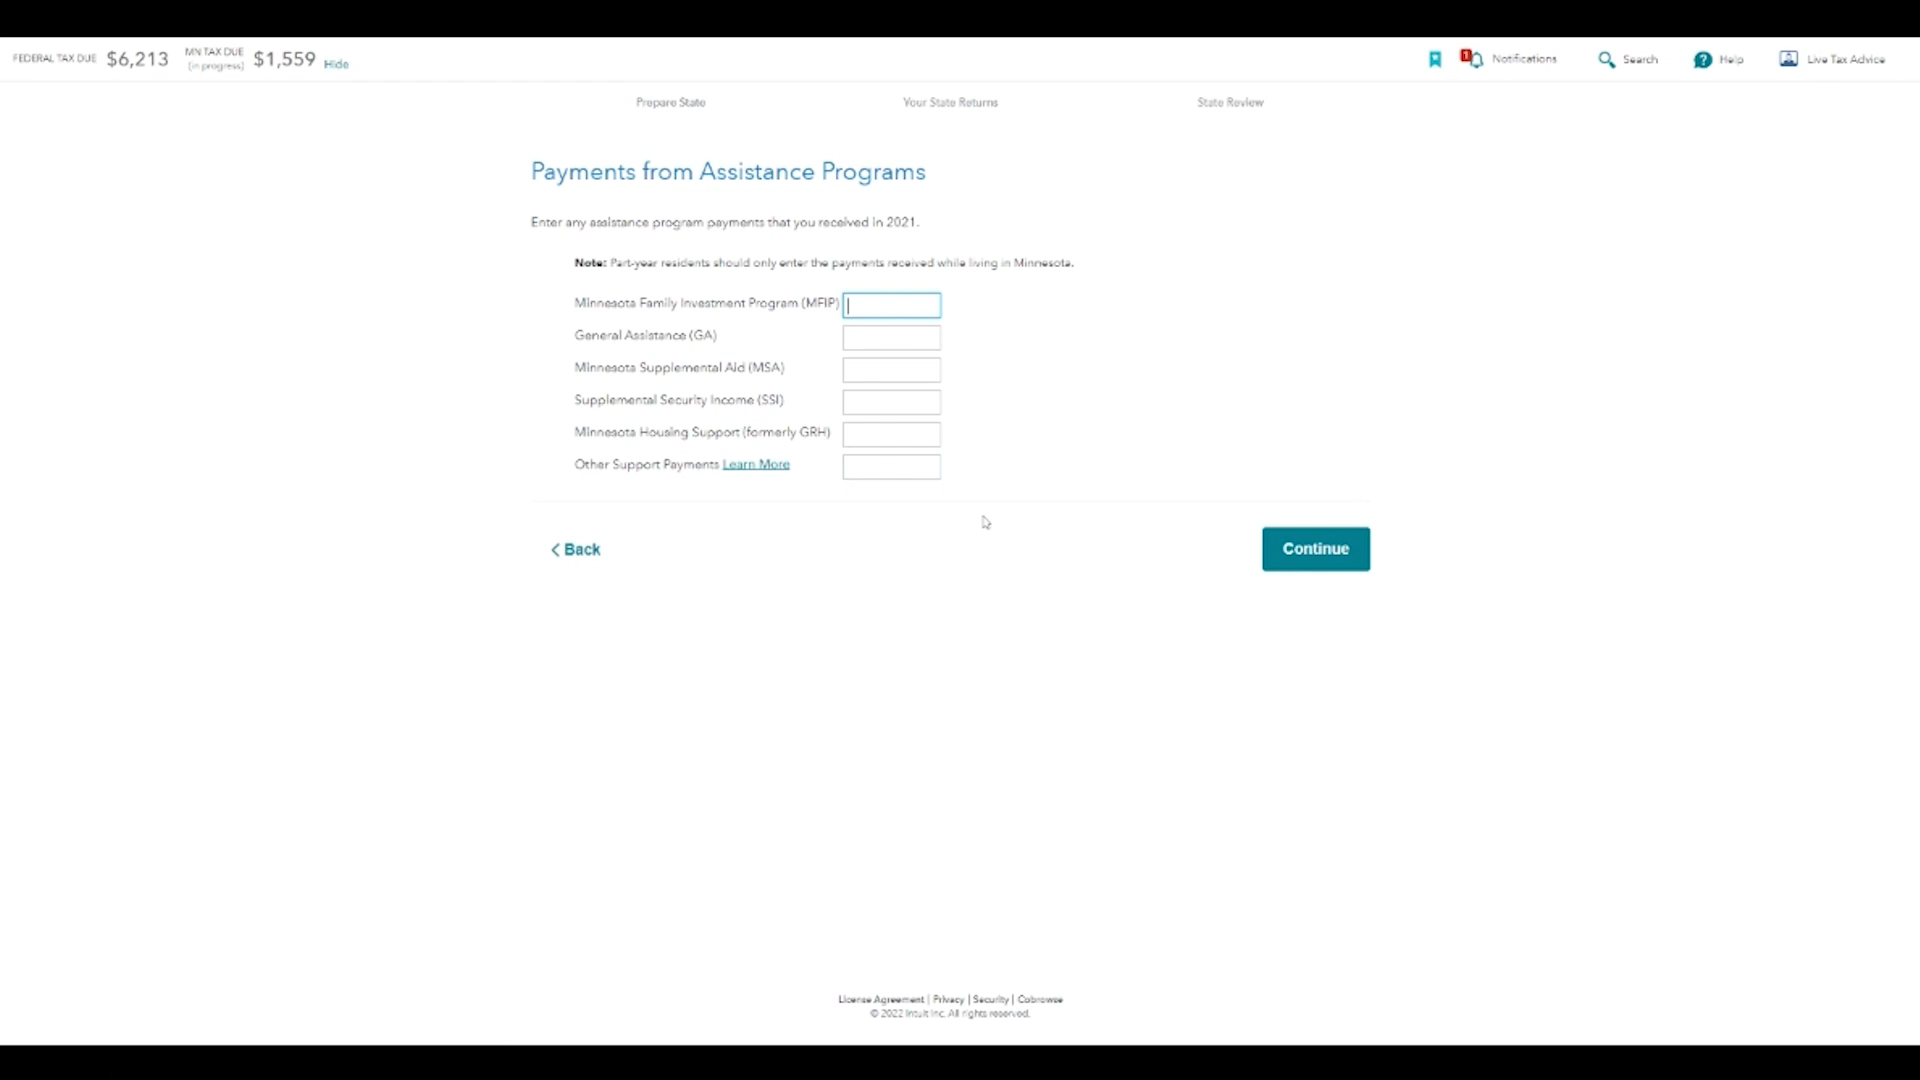 FEDERAL TAX DUE $6,213 MN TAX DUE (in progress) $1,559 Hide
1 Notifications Search ? Help Live Tax Advice
Prepare State Your State Returns State Review
Payments from Assistance Programs
Enter any assistance program payments that you received in 2021.
Note: Part-year residents should only enter the payments received while living in Minnesota.
Minnesota Family Investment Program (MFIP)
General Assistance (GA)
Minnesota Supplemental Aid (MSA)
Supplemental Security Income (SSI)
Minnesota Housing Support (formerly GRH)
Other Support Payments Learn More
Back Continue
License Agreement | Privacy | Security | Cobrowse
© 2022 Intuit Inc. All rights reserved.